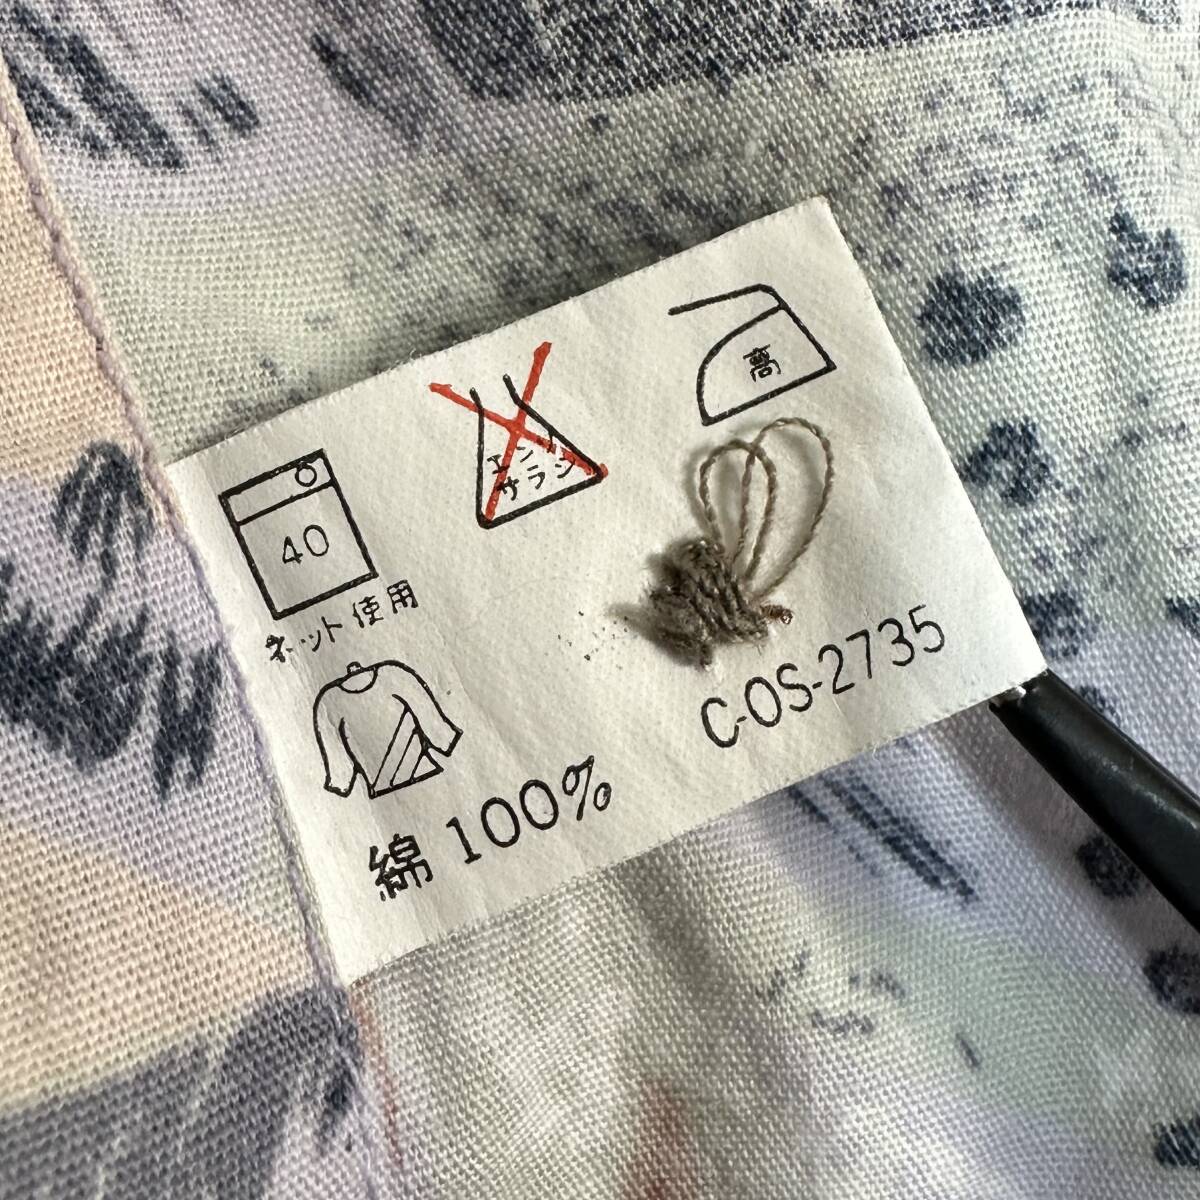 高
エンソ
サラシ
40
ネット使用
C-OS-2735
綿 100%